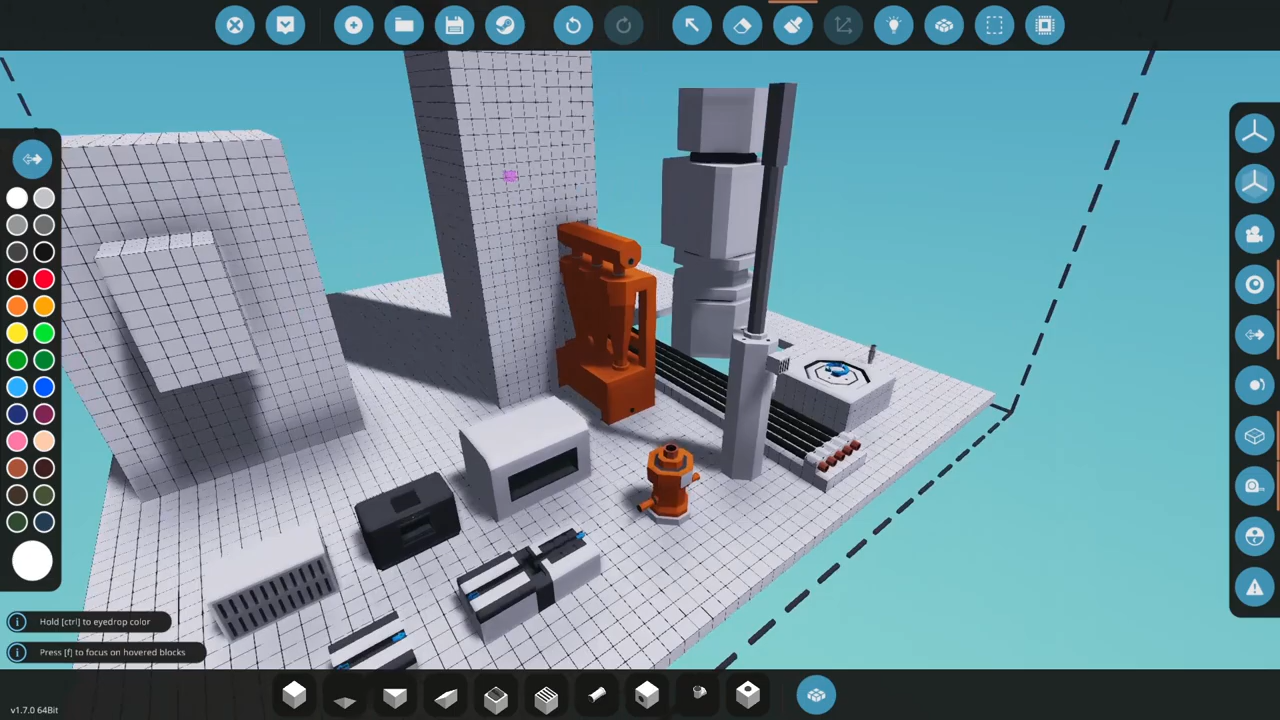 Hold [ctrl] to eyedrop color
Press [f] to focus on hovered blocks
v1.7.0 64Bit